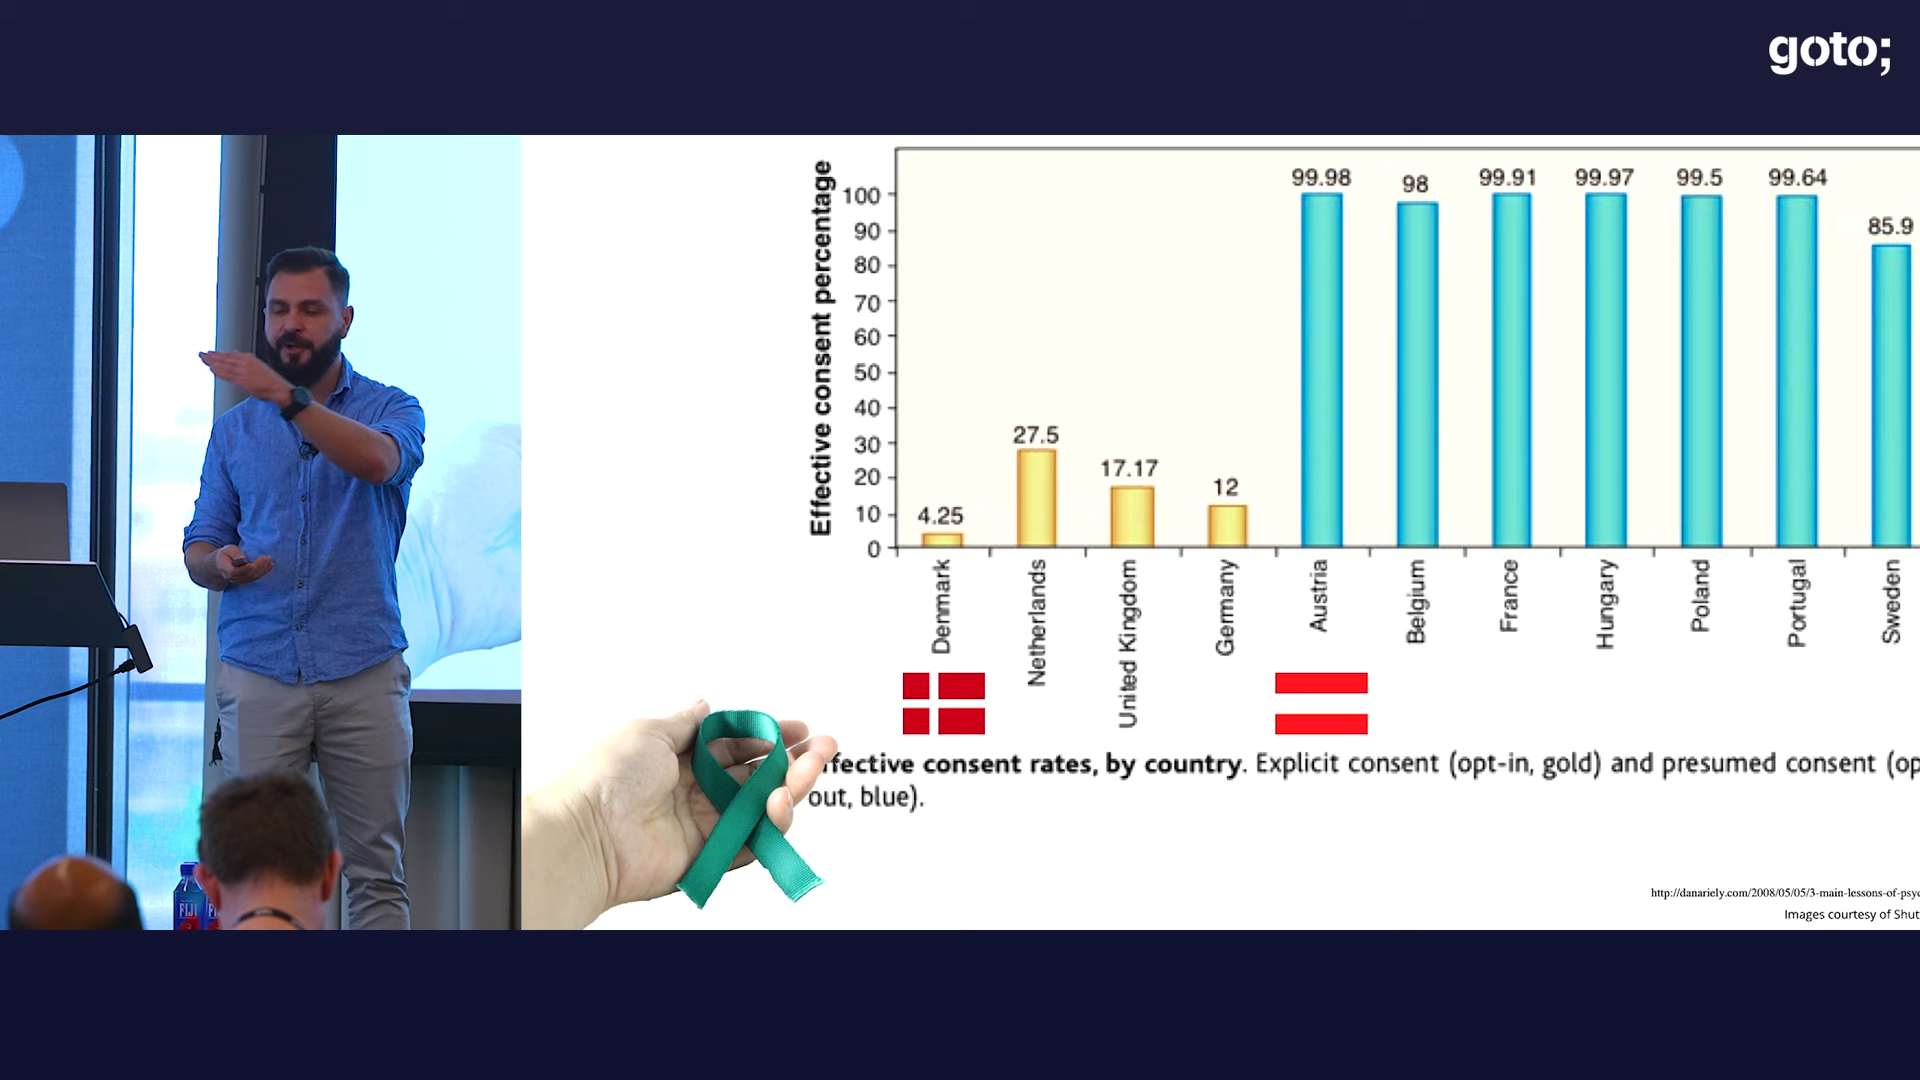 goto;
Effective consent percentage
100
90
80
70
60
50
40
30
20
10
0
4.25
27.5
17.17
12
99.98
98
99.91
99.97
99.5
99.64
85.9
Denmark
Netherlands
United Kingdom
Germany
Austria
Belgium
France
Hungary
Poland
Portugal
Sweden
ffective consent rates, by country. Explicit consent (opt-in, gold) and presumed consent (op
out, blue).
http://danariely.com/2008/05/05/3-main-lessons-of-psyc
Images courtesy of Shut
FIJI